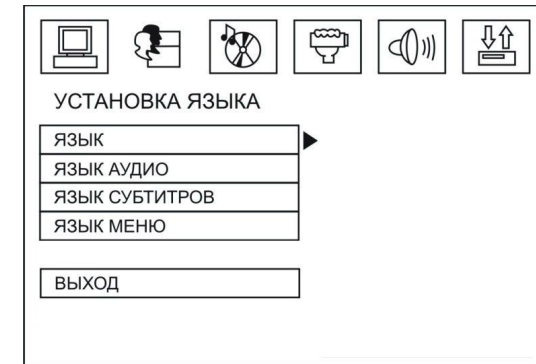 УСТАНОВКА ЯЗЫКА
ЯЗЫК
ЯЗЫК АУДИО
ЯЗЫК СУБТИТРОВ
ЯЗЫК МЕНЮ
ВЫХОД